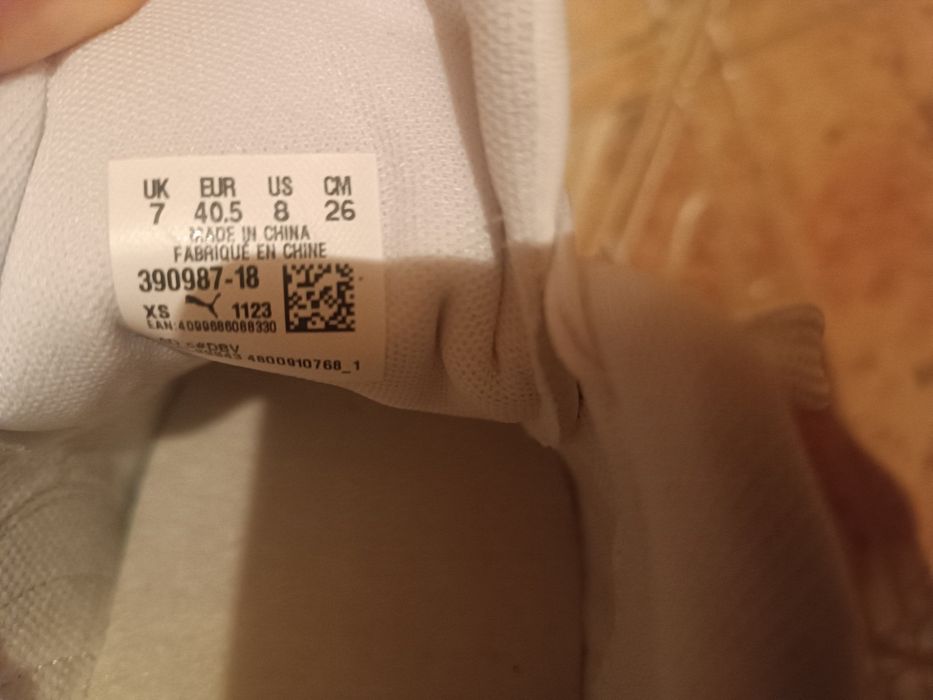 UK EUR US CM
7 40.5 8 26
MADE IN CHINA
FABRIQUÉ EN CHINE
390987-18
XS 1123
EAN:4099686088330
4800910768_1